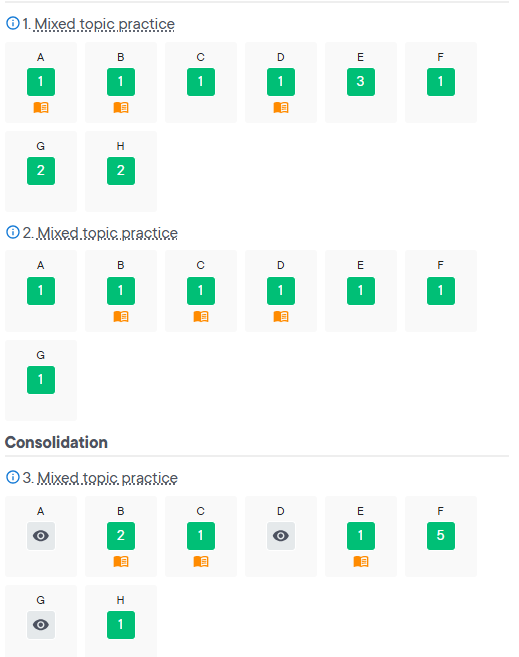 1. Mixed topic practice
A B C D E F
1 1 1 1 3 1
G H
2 2
2. Mixed topic practice
A B C D E F
1 1 1 1 1 1
G
1
Consolidation
3. Mixed topic practice
A B C D E F
2 1 1 5
G H
1